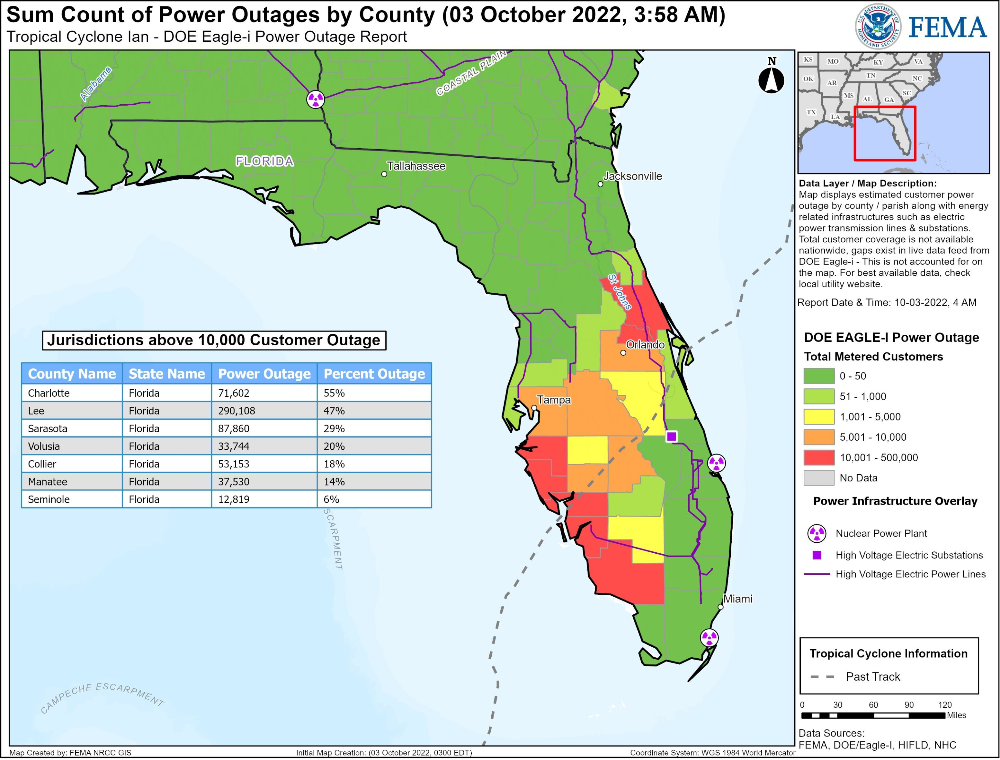 Sum Count of Power Outages by County (03 October 2022, 3:58 AM)
Tropical Cyclone Ian - DOE Eagle-i Power Outage Report
U.S. DEPARTMENT OF
HOMELAND SECURITY
FEMA
Alabama
COASTAL PLAIN
N
FLORIDA
Tallahassee
Jacksonville
St Johns
Orlando
Tampa
Miami
SCARPMENT
CAMPECHE ESCARPMENT
Jurisdictions above 10,000 Customer Outage
County Name State Name Power Outage Percent Outage
Charlotte Florida 71,602 55%
Lee Florida 290,108 47%
Sarasota Florida 87,860 29%
Volusia Florida 33,744 20%
Collier Florida 53,153 18%
Manatee Florida 37,530 14%
Seminole Florida 12,819 6%
KS MO KY VA
OK AR TN NC
MS AL GA SC
TX LA
Data Layer / Map Description:
Map displays estimated customer power
outage by county / parish along with energy
related infrastructures such as electric
power transmission lines & substations.
Total customer coverage is not available
nationwide, gaps exist in live data feed from
DOE Eagle-i - This is not accounted for on
the map. For best available data, check
local utility website.
Report Date & Time: 10-03-2022, 4 AM
DOE EAGLE-I Power Outage
Total Metered Customers
0 - 50
51 - 1,000
1,001 - 5,000
5,001 - 10,000
10,001 - 500,000
No Data
Power Infrastructure Overlay
Nuclear Power Plant
High Voltage Electric Substations
High Voltage Electric Power Lines
Tropical Cyclone Information
Past Track
0 30 60 90 120
Miles
Data Sources:
FEMA, DOE/Eagle-I, HIFLD, NHC
Map Created by: FEMA NRCC GIS
Initial Map Creation: (03 October 2022, 0300 EDT)
Coordinate System: WGS 1984 World Mercator